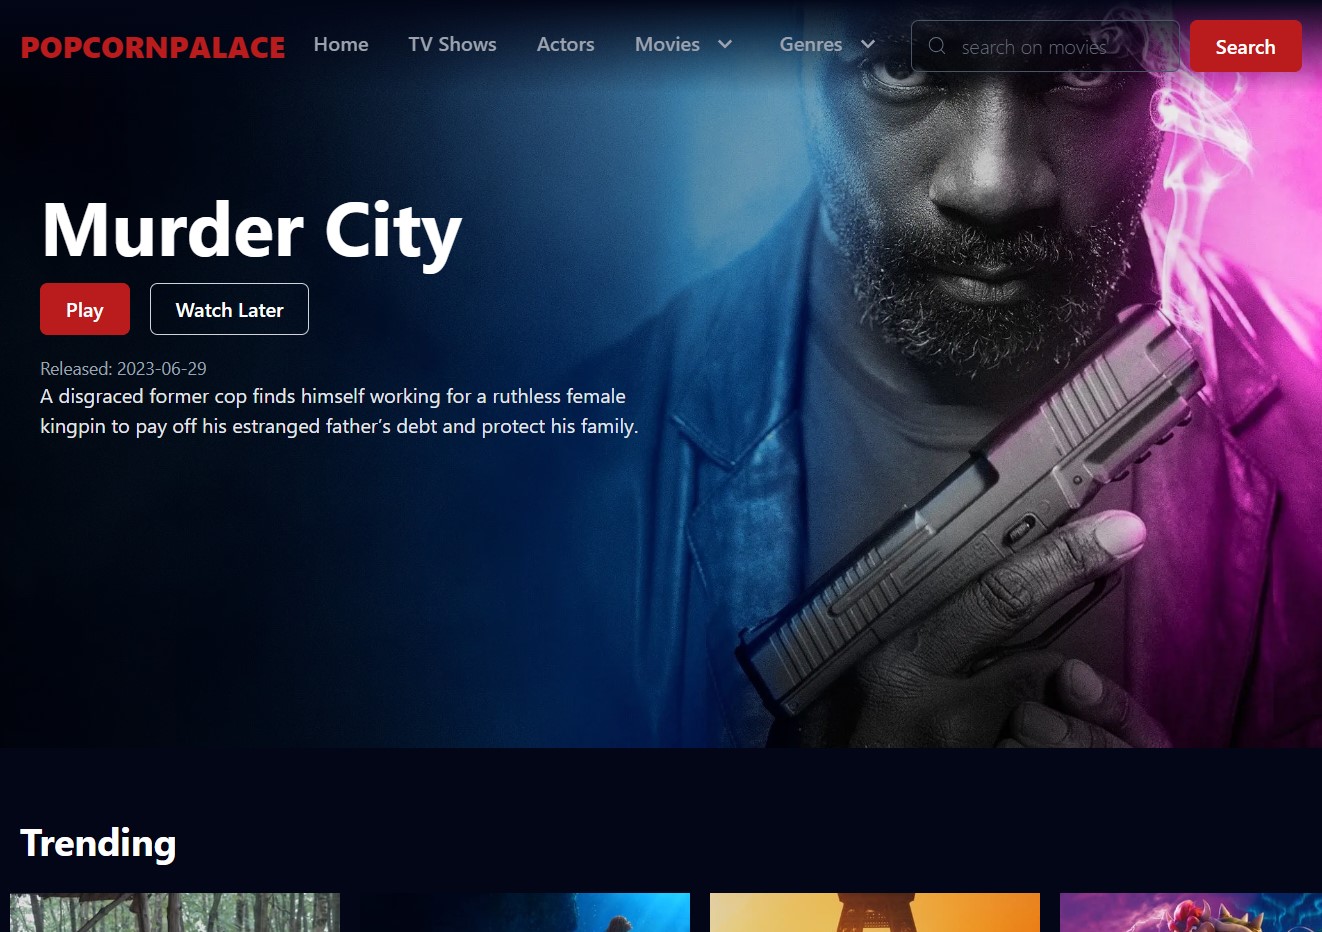 POPCORNPALACE
Home
TV Shows
Actors
Movies
Genres
search on movies
Search
Murder City
Play
Watch Later
Released: 2023-06-29
A disgraced former cop finds himself working for a ruthless female
kingpin to pay off his estranged father’s debt and protect his family.
Trending